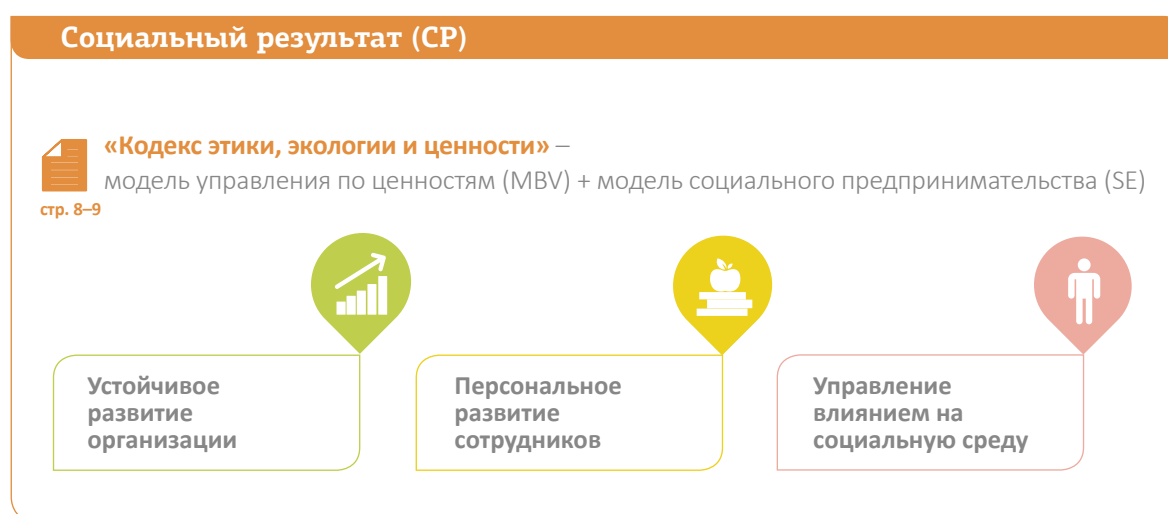 Социальный результат (СР)
«Кодекс этики, экологии и ценности» –
модель управления по ценностям (MBV) + модель социального предпринимательства (SE)
стр. 8–9
Устойчивое
развитие
организации
Персональное
развитие
сотрудников
Управление
влиянием на
социальную среду